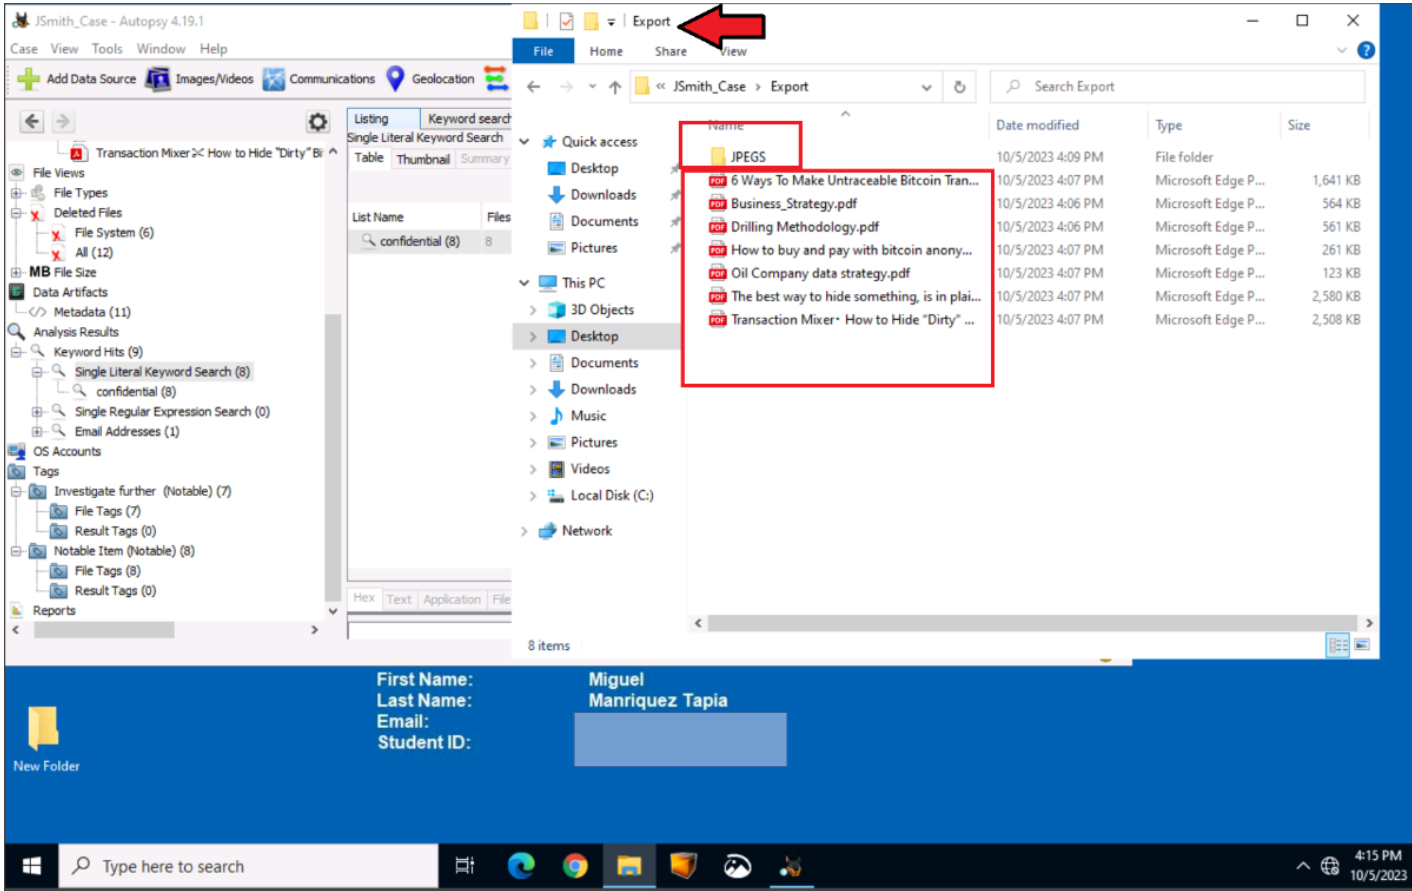 JSmith_Case - Autopsy 4.19.1
Case View Tools Window Help
Add Data Source Images/Videos Communications Geolocation
Transaction Mixer✂ How to Hide "Dirty" Bi
File Views
File Types
Deleted Files
File System (6)
All (12)
MB File Size
Data Artifacts
Metadata (11)
Analysis Results
Keyword Hits (9)
Single Literal Keyword Search (8)
confidential (8)
Single Regular Expression Search (0)
Email Addresses (1)
OS Accounts
Tags
Investigate further (Notable) (7)
File Tags (7)
Result Tags (0)
Notable Item (Notable) (8)
File Tags (8)
Result Tags (0)
Reports
Listing Keyword search
Single Literal Keyword Search
Table Thumbnail Summary
List Name Files
confidential (8) 8
Hex Text Application File
Export
File Home Share View
« JSmith_Case › Export
Search Export
Quick access
Desktop
Downloads
Documents
Pictures
This PC
3D Objects
Desktop
Documents
Downloads
Music
Pictures
Videos
Local Disk (C:)
Network
Name Date modified Type Size
JPEGS 10/5/2023 4:09 PM File folder
6 Ways To Make Untraceable Bitcoin Tran... 10/5/2023 4:07 PM Microsoft Edge P... 1,641 KB
Business_Strategy.pdf 10/5/2023 4:06 PM Microsoft Edge P... 564 KB
Drilling Methodology.pdf 10/5/2023 4:06 PM Microsoft Edge P... 561 KB
How to buy and pay with bitcoin anony... 10/5/2023 4:07 PM Microsoft Edge P... 261 KB
Oil Company data strategy.pdf 10/5/2023 4:07 PM Microsoft Edge P... 123 KB
The best way to hide something, is in plai... 10/5/2023 4:07 PM Microsoft Edge P... 2,580 KB
Transaction Mixer· How to Hide "Dirty" ... 10/5/2023 4:07 PM Microsoft Edge P... 2,508 KB
8 items
First Name: Miguel
Last Name: Manriquez Tapia
Email:
Student ID:
New Folder
Type here to search
4:15 PM
10/5/2023